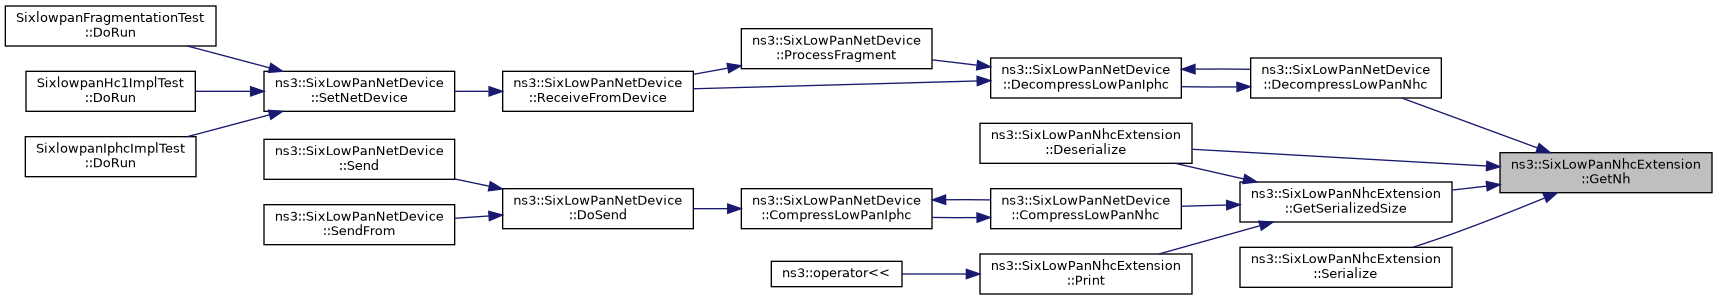 SixlowpanFragmentationTest
::DoRun
SixlowpanHc1ImplTest
::DoRun
SixlowpanIphcImplTest
::DoRun
ns3::SixLowPanNetDevice
::SetNetDevice
ns3::SixLowPanNetDevice
::Send
ns3::SixLowPanNetDevice
::SendFrom
ns3::SixLowPanNetDevice
::ReceiveFromDevice
ns3::SixLowPanNetDevice
::DoSend
ns3::SixLowPanNetDevice
::ProcessFragment
ns3::SixLowPanNetDevice
::CompressLowPanIphc
ns3::operator<<
ns3::SixLowPanNetDevice
::DecompressLowPanIphc
ns3::SixLowPanNhcExtension
::Deserialize
ns3::SixLowPanNetDevice
::CompressLowPanNhc
ns3::SixLowPanNhcExtension
::Print
ns3::SixLowPanNetDevice
::DecompressLowPanNhc
ns3::SixLowPanNhcExtension
::GetSerializedSize
ns3::SixLowPanNhcExtension
::Serialize
ns3::SixLowPanNhcExtension
::GetNh